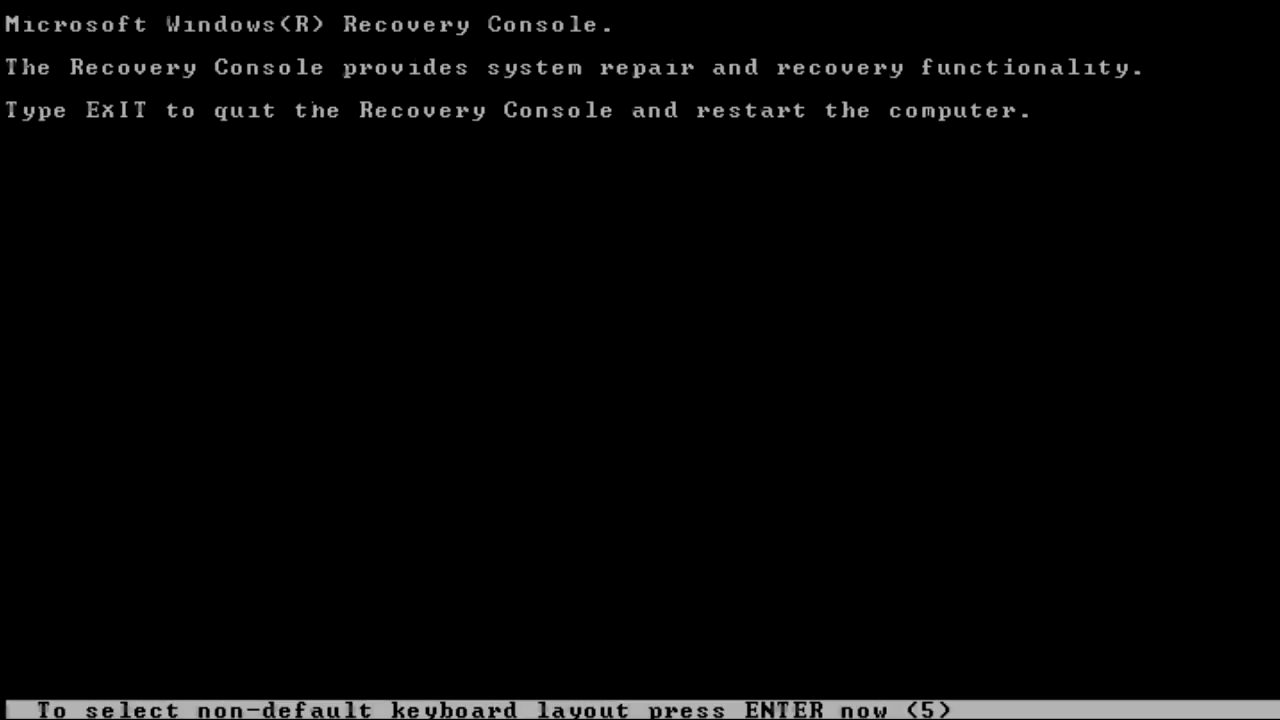 Microsoft Windows(R) Recovery Console.
The Recovery Console provides system repair and recovery functionality.
Type EXIT to quit the Recovery Console and restart the computer.
To select non-default keyboard layout press ENTER now (5)